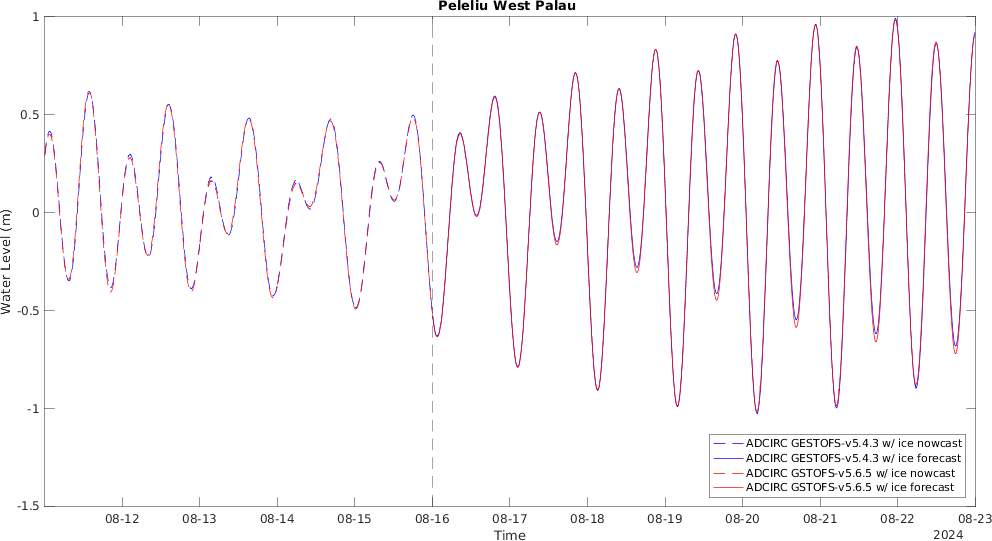 Peleliu West Palau
Water Level (m)
1
0.5
0
-0.5
-1
-1.5
08-12 08-13 08-14 08-15 08-16 08-17 08-18 08-19 08-20 08-21 08-22 08-23
Time
2024
ADCIRC GESTOFS-v5.4.3 w/ ice nowcast
ADCIRC GESTOFS-v5.4.3 w/ ice forecast
ADCIRC GSTOFS-v5.6.5 w/ ice nowcast
ADCIRC GSTOFS-v5.6.5 w/ ice forecast